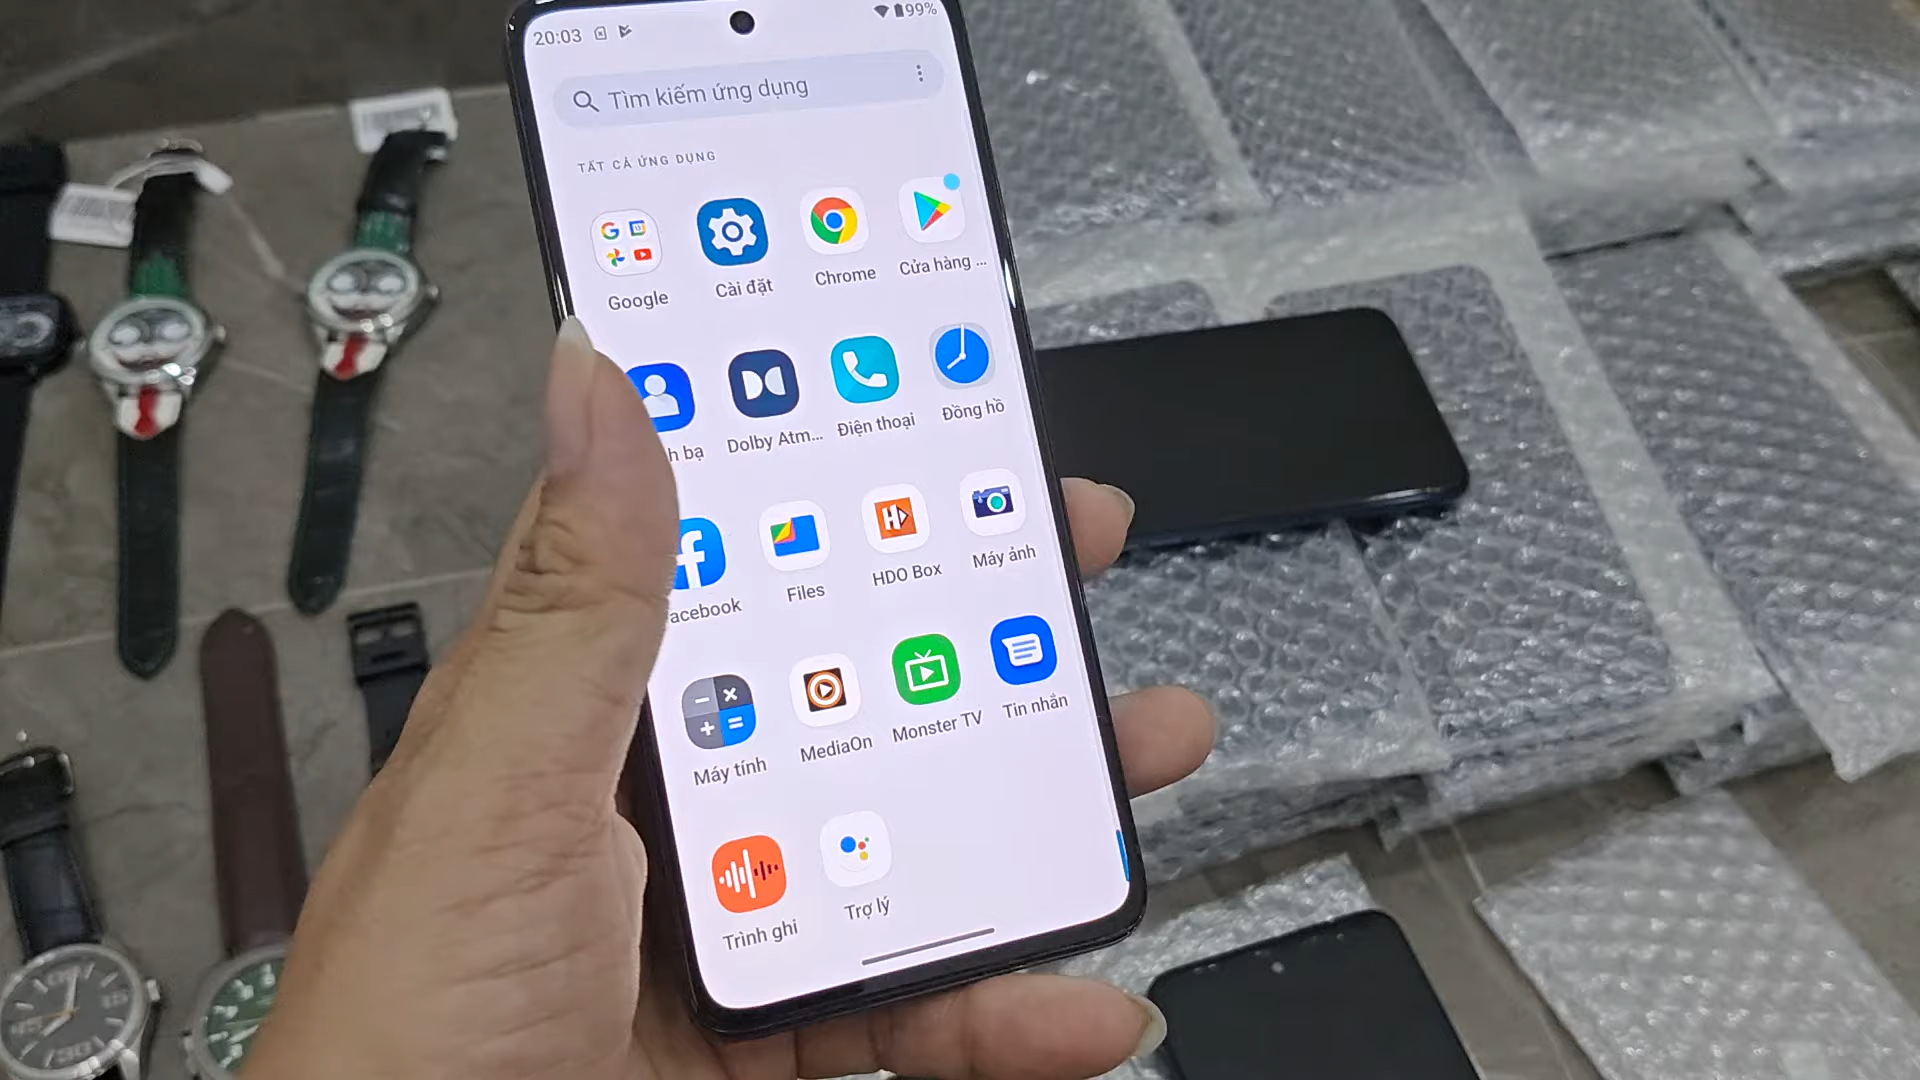 20:03
99%
Tìm kiếm ứng dụng
TẤT CẢ ỨNG DỤNG
Google
Cài đặt
Chrome
Cửa hàng ...
h bạ
Dolby Atm...
Điện thoại
Đồng hồ
acebook
Files
HDO Box
Máy ảnh
Máy tính
MediaOn
Monster TV
Tin nhắn
Trình ghi
Trợ lý